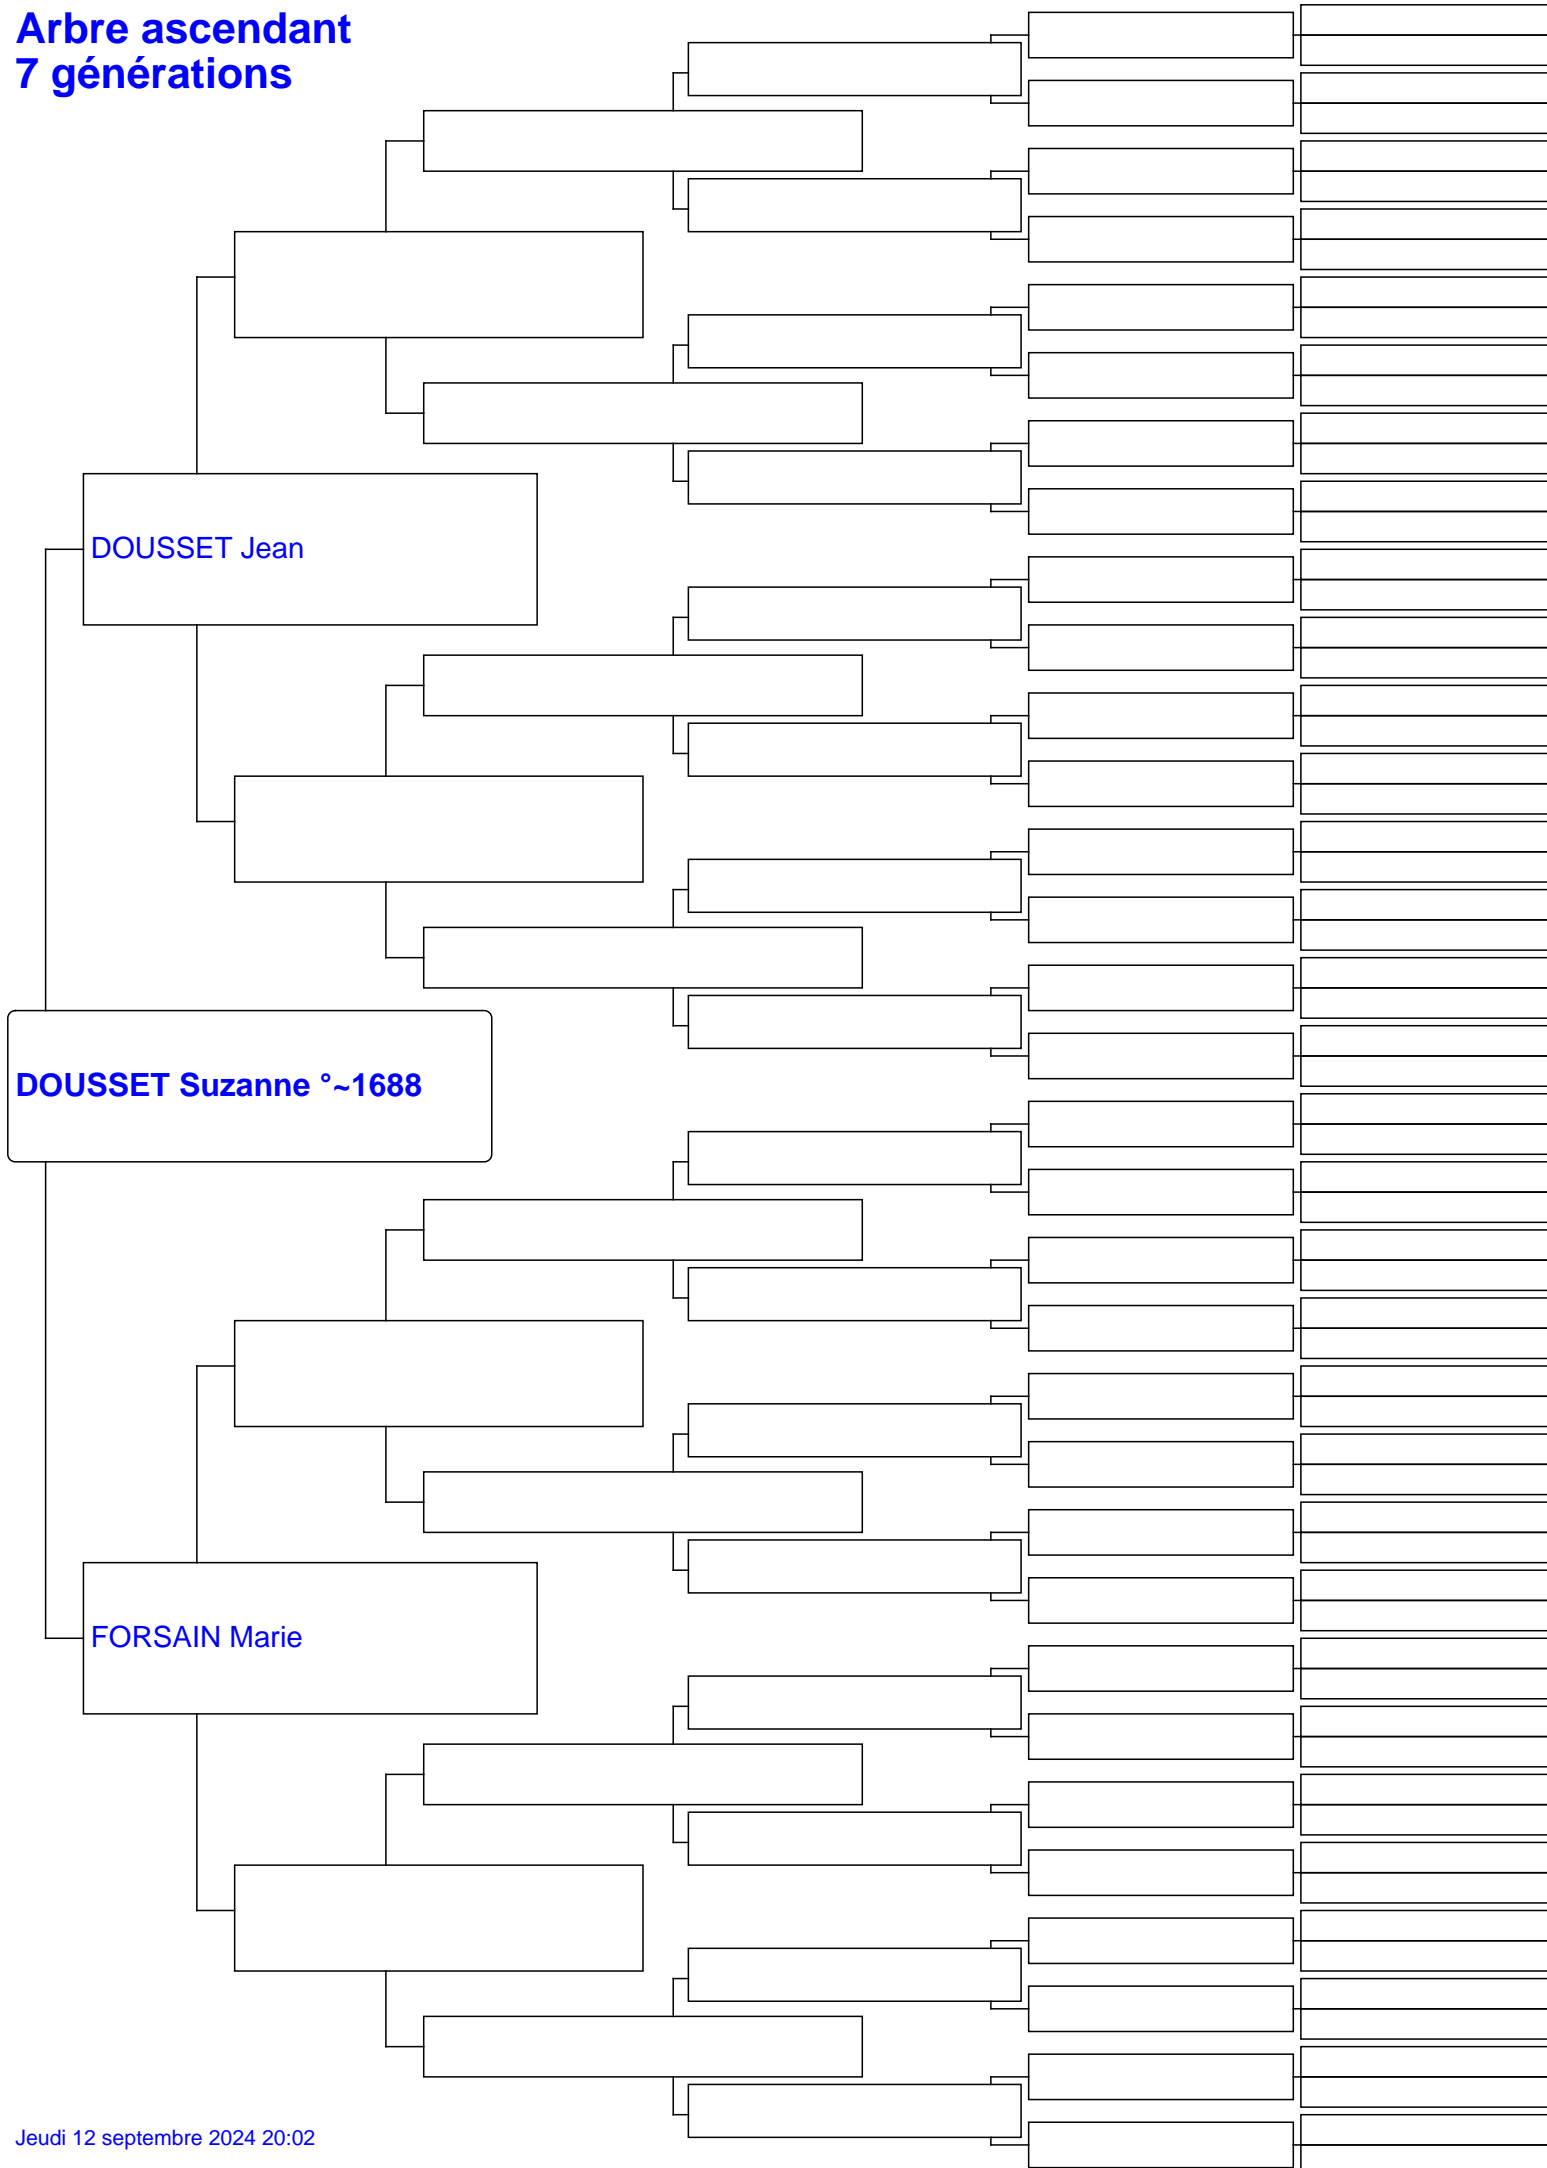 Arbre ascendant
7 générations
DOUSSET Jean
DOUSSET Suzanne °~1688
FORSAIN Marie
Jeudi 12 septembre 2024 20:02